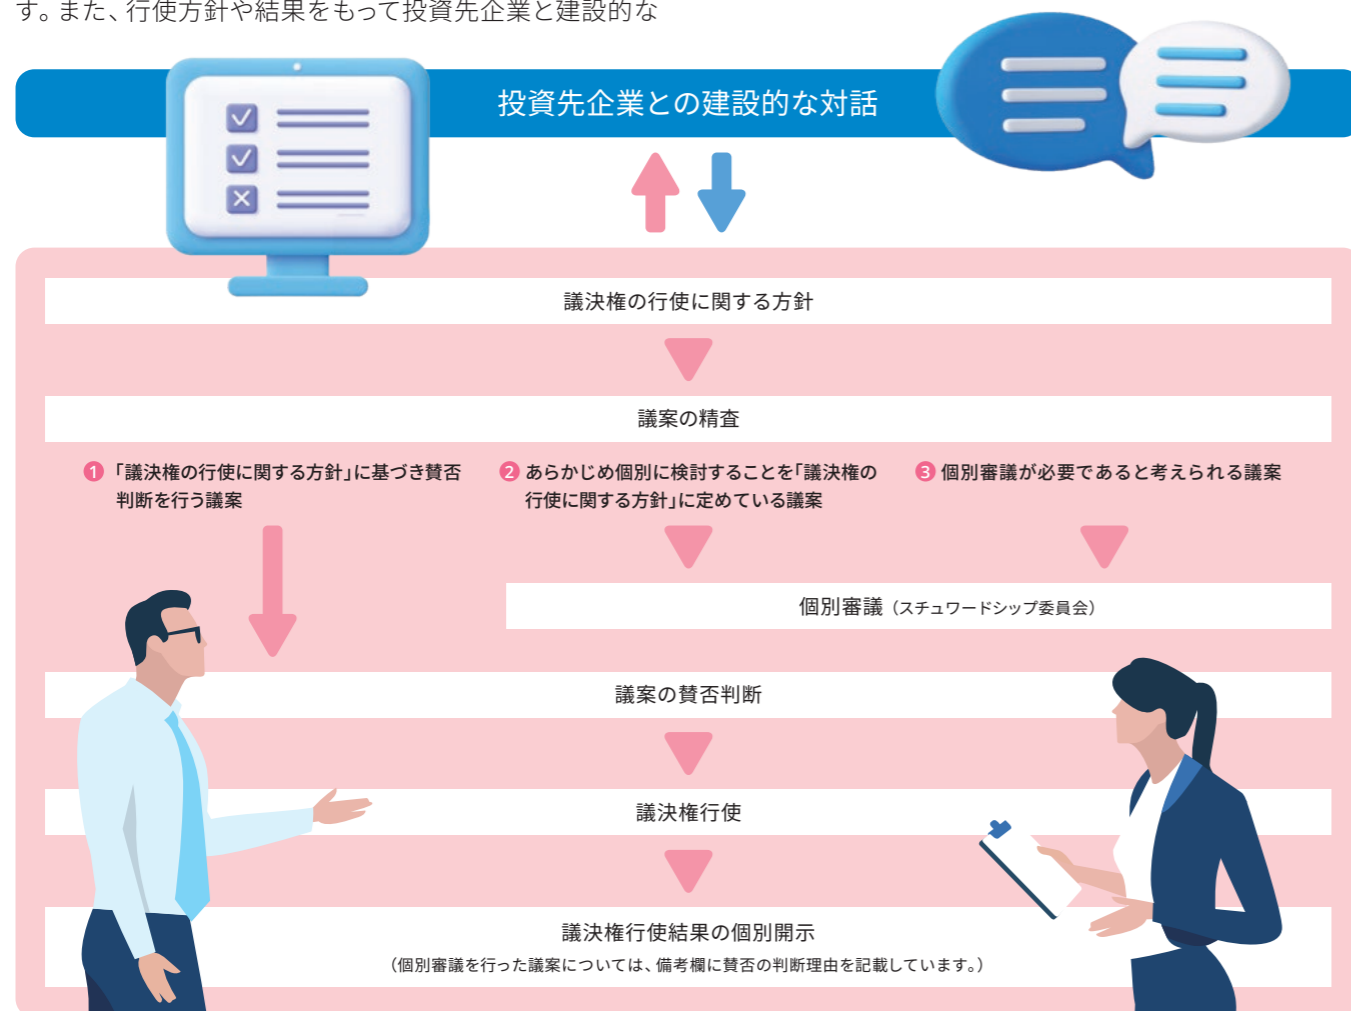 す。また、行使方針や結果をもって投資先企業と建設的な
投資先企業との建設的な対話
議決権の行使に関する方針
議案の精査
1 「議決権の行使に関する方針」に基づき賛否
判断を行う議案
2 あらかじめ個別に検討することを「議決権の
行使に関する方針」に定めている議案
3 個別審議が必要であると考えられる議案
個別審議（スチュワードシップ委員会）
議案の賛否判断
議決権行使
議決権行使結果の個別開示
（個別審議を行った議案については、備考欄に賛否の判断理由を記載しています。）